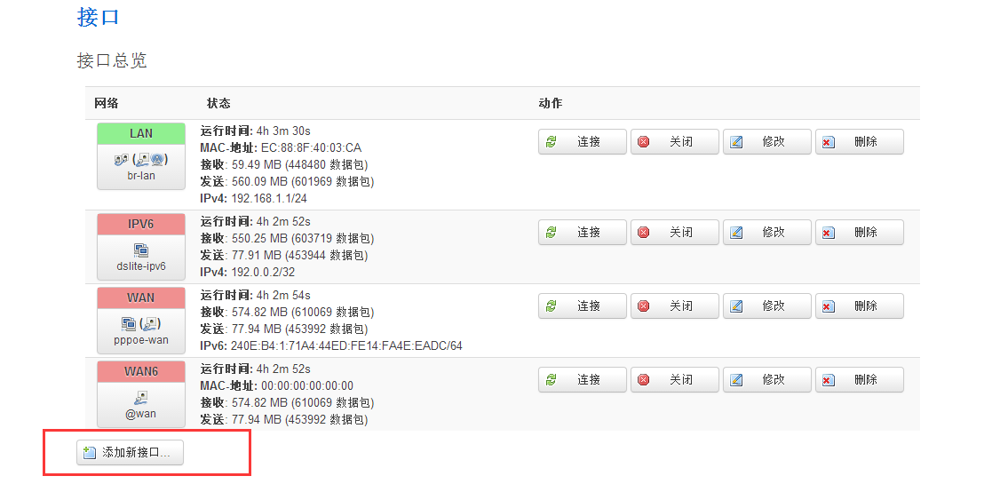 接口
接口总览
网络 状态 动作
LAN
br-lan
运行时间: 4h 3m 30s
MAC-地址: EC:88:8F:40:03:CA
接收: 59.49 MB (448480 数据包)
发送: 560.09 MB (601969 数据包)
IPv4: 192.168.1.1/24
连接 关闭 修改 删除
IPV6
dslite-ipv6
运行时间: 4h 2m 52s
接收: 550.25 MB (603719 数据包)
发送: 77.91 MB (453944 数据包)
IPv4: 192.0.0.2/32
连接 关闭 修改 删除
WAN
pppoe-wan
运行时间: 4h 2m 54s
接收: 574.82 MB (610069 数据包)
发送: 77.94 MB (453992 数据包)
IPv6: 240E:B4:1:71A4:44ED:FE14:FA4E:EADC/64
连接 关闭 修改 删除
WAN6
@wan
运行时间: 4h 2m 52s
MAC-地址: 00:00:00:00:00:00
接收: 574.82 MB (610069 数据包)
发送: 77.94 MB (453992 数据包)
连接 关闭 修改 删除
添加新接口...